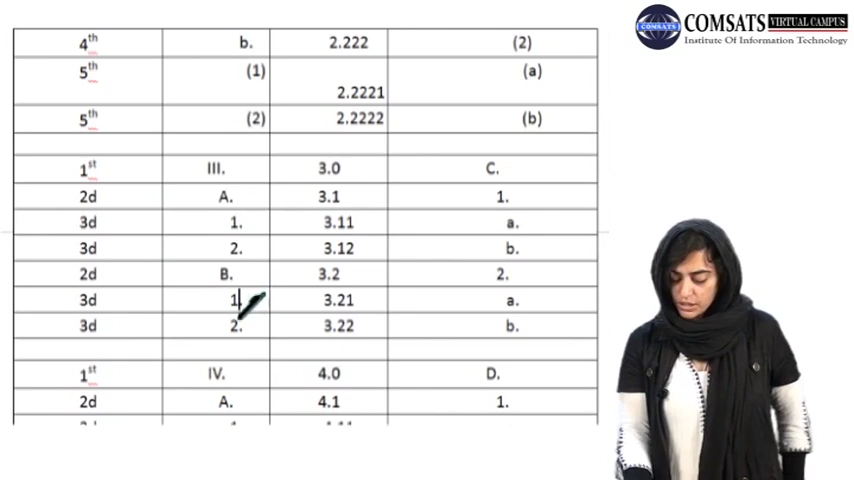 COMSATS VIRTUAL CAMPUS
COMSATS
Institute Of Information Technology
4th b. 2.222 (2)
5th (1) 2.2221 (a)
5th (2) 2.2222 (b)
1st III. 3.0 C.
2d A. 3.1 1.
3d 1. 3.11 a.
3d 2. 3.12 b.
2d B. 3.2 2.
3d 1. 3.21 a.
3d 2. 3.22 b.
1st IV. 4.0 D.
2d A. 4.1 1.